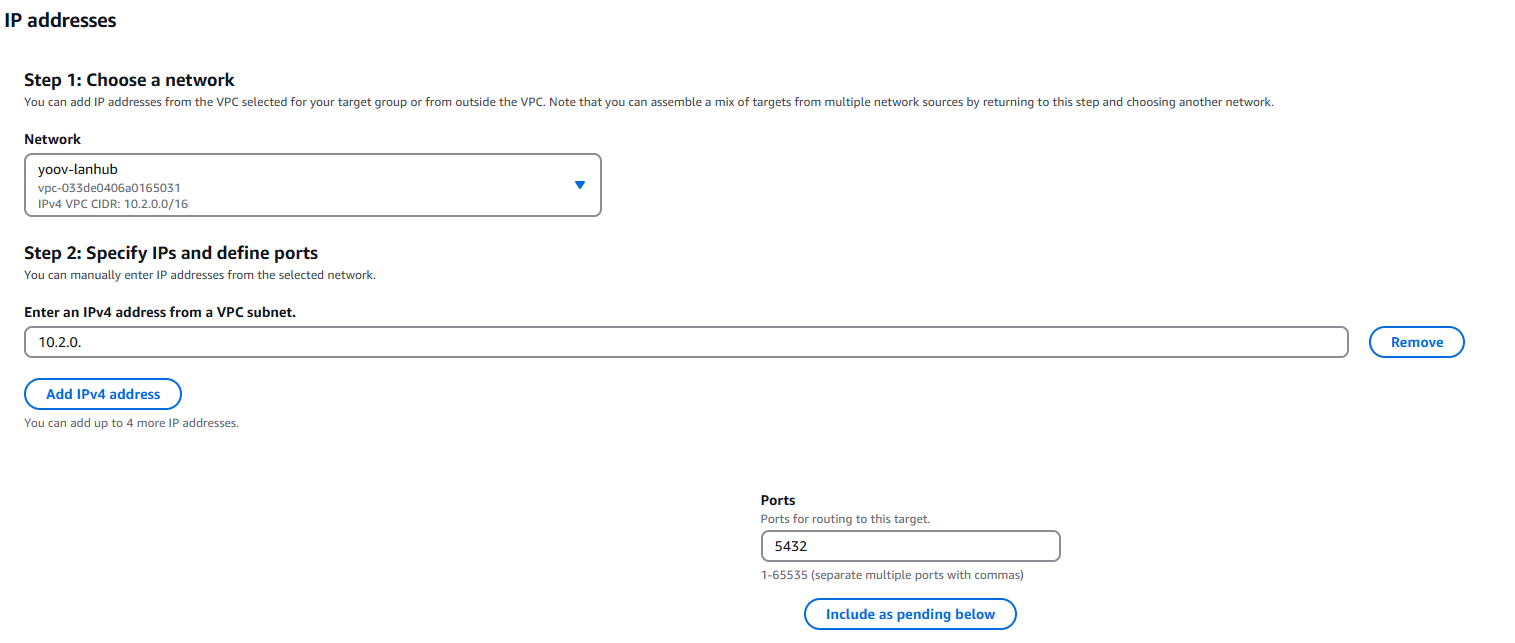 IP addresses
Step 1: Choose a network
You can add IP addresses from the VPC selected for your target group or from outside the VPC. Note that you can assemble a mix of targets from multiple network sources by returning to this step and choosing another network.
Network
yoov-lanhub
vpc-033de0406a0165031
IPv4 VPC CIDR: 10.2.0.0/16
Step 2: Specify IPs and define ports
You can manually enter IP addresses from the selected network.
Enter an IPv4 address from a VPC subnet.
10.2.0.
Remove
Add IPv4 address
You can add up to 4 more IP addresses.
Ports
Ports for routing to this target.
5432
1-65535 (separate multiple ports with commas)
Include as pending below